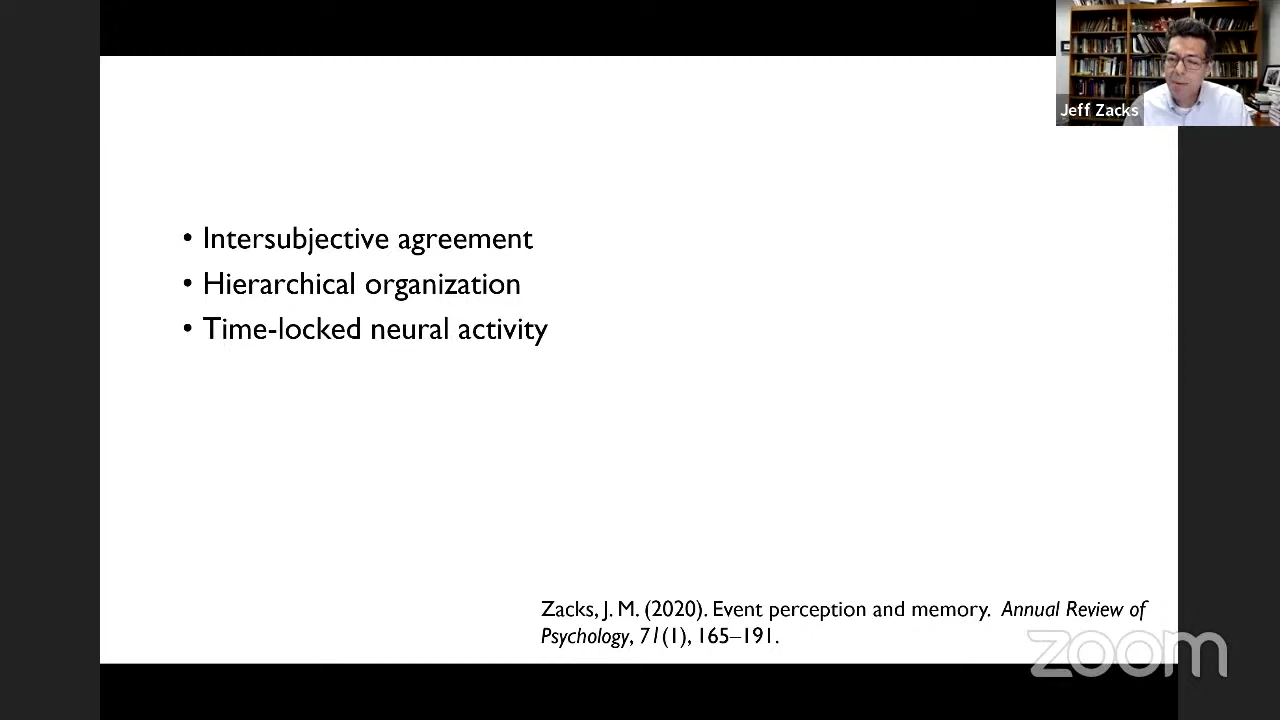 Jeff Zacks
• Intersubjective agreement
• Hierarchical organization
• Time-locked neural activity
Zacks, J. M. (2020). Event perception and memory. Annual Review of
Psychology, 71(1), 165–191.
zoom